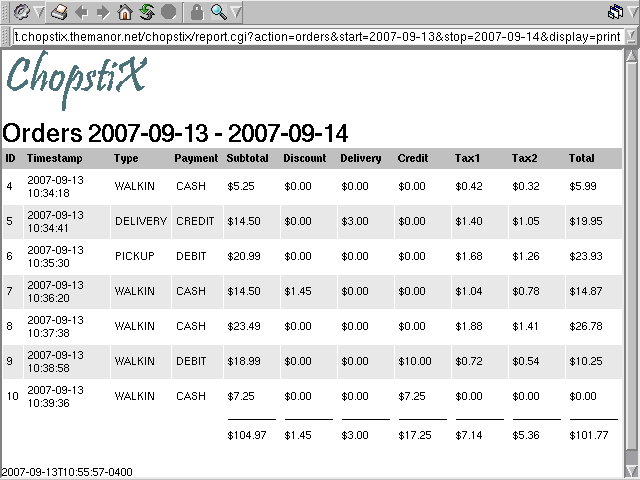 t.chopstix.themanor.net/chopstix/report.cgi?action=orders&start=2007-09-13&stop=2007-09-14&display=print
ChopstiX
Orders 2007-09-13 - 2007-09-14
ID Timestamp Type Payment Subtotal Discount Delivery Credit Tax1 Tax2 Total
4 2007-09-13 10:34:18 WALKIN CASH $5.25 $0.00 $0.00 $0.00 $0.42 $0.32 $5.99
5 2007-09-13 10:34:41 DELIVERY CREDIT $14.50 $0.00 $3.00 $0.00 $1.40 $1.05 $19.95
6 2007-09-13 10:35:30 PICKUP DEBIT $20.99 $0.00 $0.00 $0.00 $1.68 $1.26 $23.93
7 2007-09-13 10:36:20 WALKIN CASH $14.50 $1.45 $0.00 $0.00 $1.04 $0.78 $14.87
8 2007-09-13 10:37:38 WALKIN CASH $23.49 $0.00 $0.00 $0.00 $1.88 $1.41 $26.78
9 2007-09-13 10:38:58 WALKIN DEBIT $18.99 $0.00 $0.00 $10.00 $0.72 $0.54 $10.25
10 2007-09-13 10:39:36 WALKIN CASH $7.25 $0.00 $0.00 $7.25 $0.00 $0.00 $0.00
$104.97 $1.45 $3.00 $17.25 $7.14 $5.36 $101.77
2007-09-13T10:55:57-0400